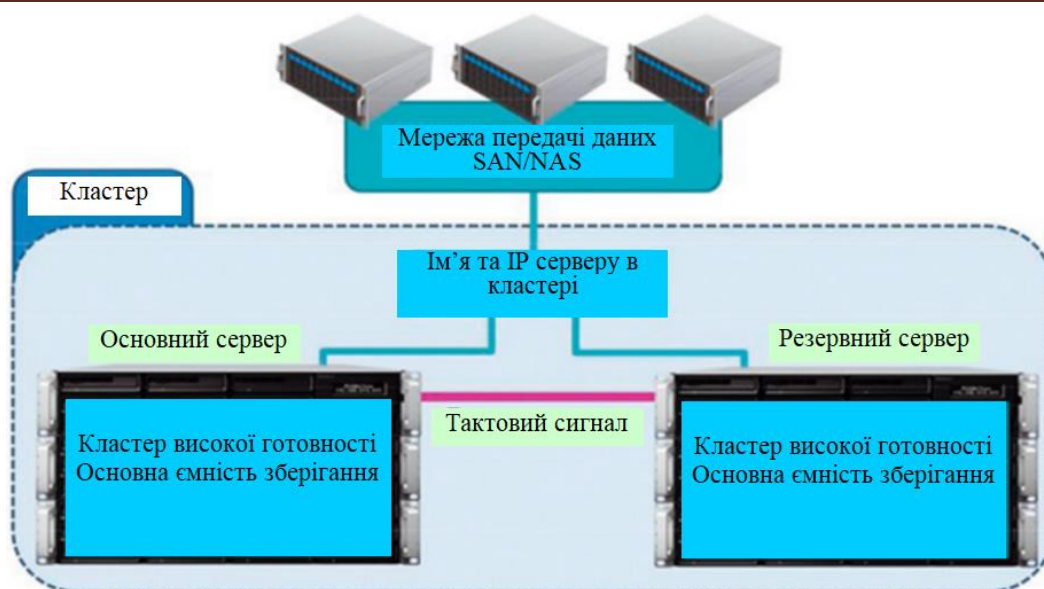 Мережа передачі даних
SAN/NAS
Кластер
Ім’я та IP серверу в
кластері
Основний сервер
Резервний сервер
Тактовий сигнал
Кластер високої готовності
Основна ємність зберігання
Кластер високої готовності
Основна ємність зберігання